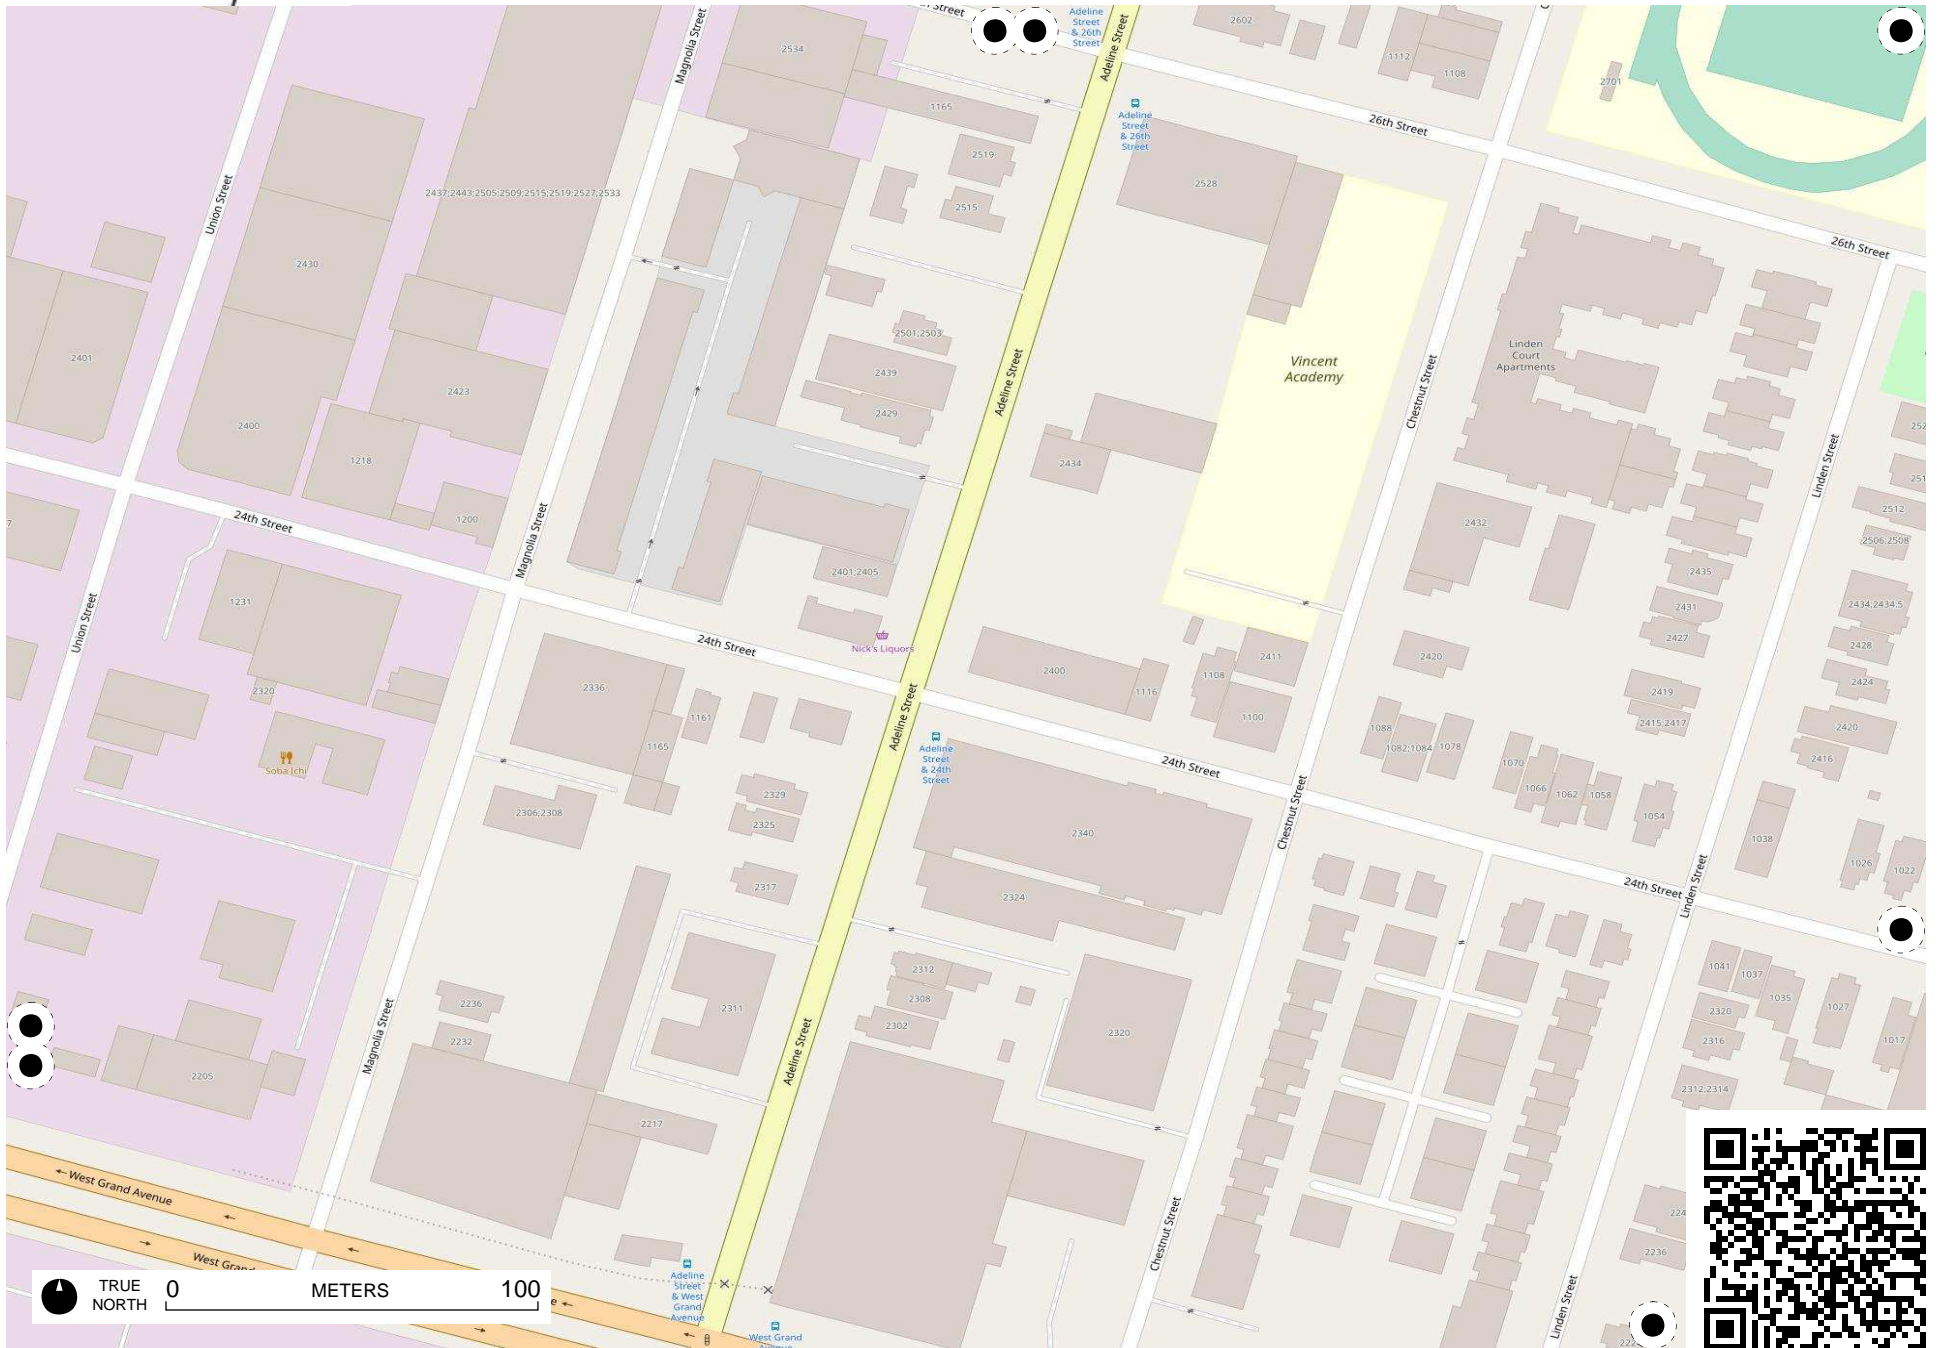 Adeline
Street
& 26th
Street
2602
2534
Magnolia Street
Adeline Street
1112
1108
2701
1165
Adeline
Street
& 26th
Street
26th Street
2519
2528
2437;2443;2505;2509;2515;2519;2527;2533
2515
Union Street
26th Street
2430
2501;2503
Linden
Court
Apartments
2401
Vincent
Academy
2439
2423
Adeline Street
Chestnut Street
2429
2400
1218
2434
Linden Street
2512
1200
24th Street
2432
2506;2508
Magnolia Street
2401;2405
2435
1231
2431
2434;2434.5
Union Street
2427
24th Street
Nick's Liquors
2428
2411
2420
2400
1108
2424
2336
2320
1116
2419
1161
1100
2415;2417
2420
Adeline Street
1088
1082;1084
1078
1165
Adeline
Street
& 24th
Street
2416
Soba Ichi
24th Street
1070
1066
1062
1058
2329
2306;2308
Chestnut Street
1054
2325
2340
1038
1026
1022
2317
24th Street
2324
Linden Street
2312
1041
1037
2236
2308
1035
2311
2320
1027
2302
2320
2232
Magnolia Street
Adeline Street
2316
1017
2205
2312;2314
2217
West Grand Avenue
Chestnut Street
2236
West Grand
Adeline
Street
& West
Grand
Avenue
TRUE
NORTH
0 METERS 100
Linden Street
West Grand